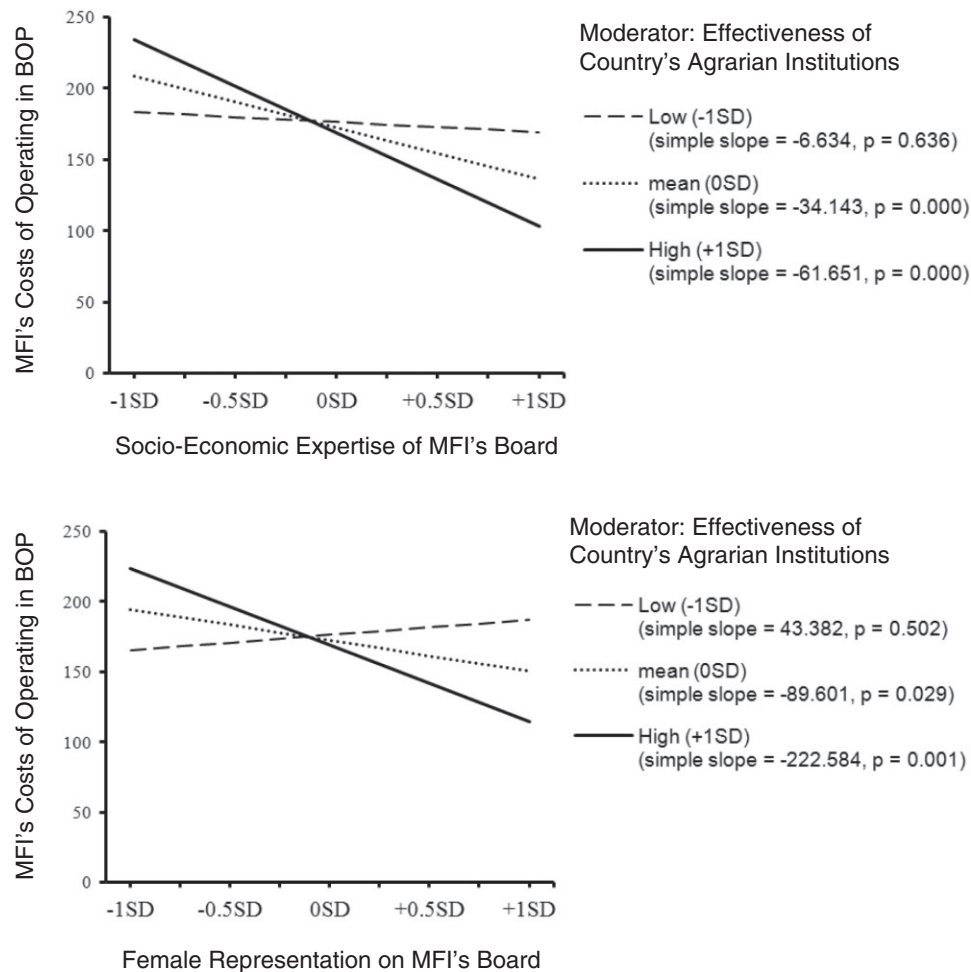 250
200
150
100
50
0
MFI's Costs of Operating in BOP
-1SD -0.5SD 0SD +0.5SD +1SD
Socio-Economic Expertise of MFI's Board
Moderator: Effectiveness of
Country's Agrarian Institutions
Low (-1SD)
(simple slope = -6.634, p = 0.636)
mean (0SD)
(simple slope = -34.143, p = 0.000)
High (+1SD)
(simple slope = -61.651, p = 0.000)
250
200
150
100
50
0
MFI's Costs of Operating in BOP
-1SD -0.5SD 0SD +0.5SD +1SD
Female Representation on MFI's Board
Moderator: Effectiveness of
Country's Agrarian Institutions
Low (-1SD)
(simple slope = 43.382, p = 0.502)
mean (0SD)
(simple slope = -89.601, p = 0.029)
High (+1SD)
(simple slope = -222.584, p = 0.001)